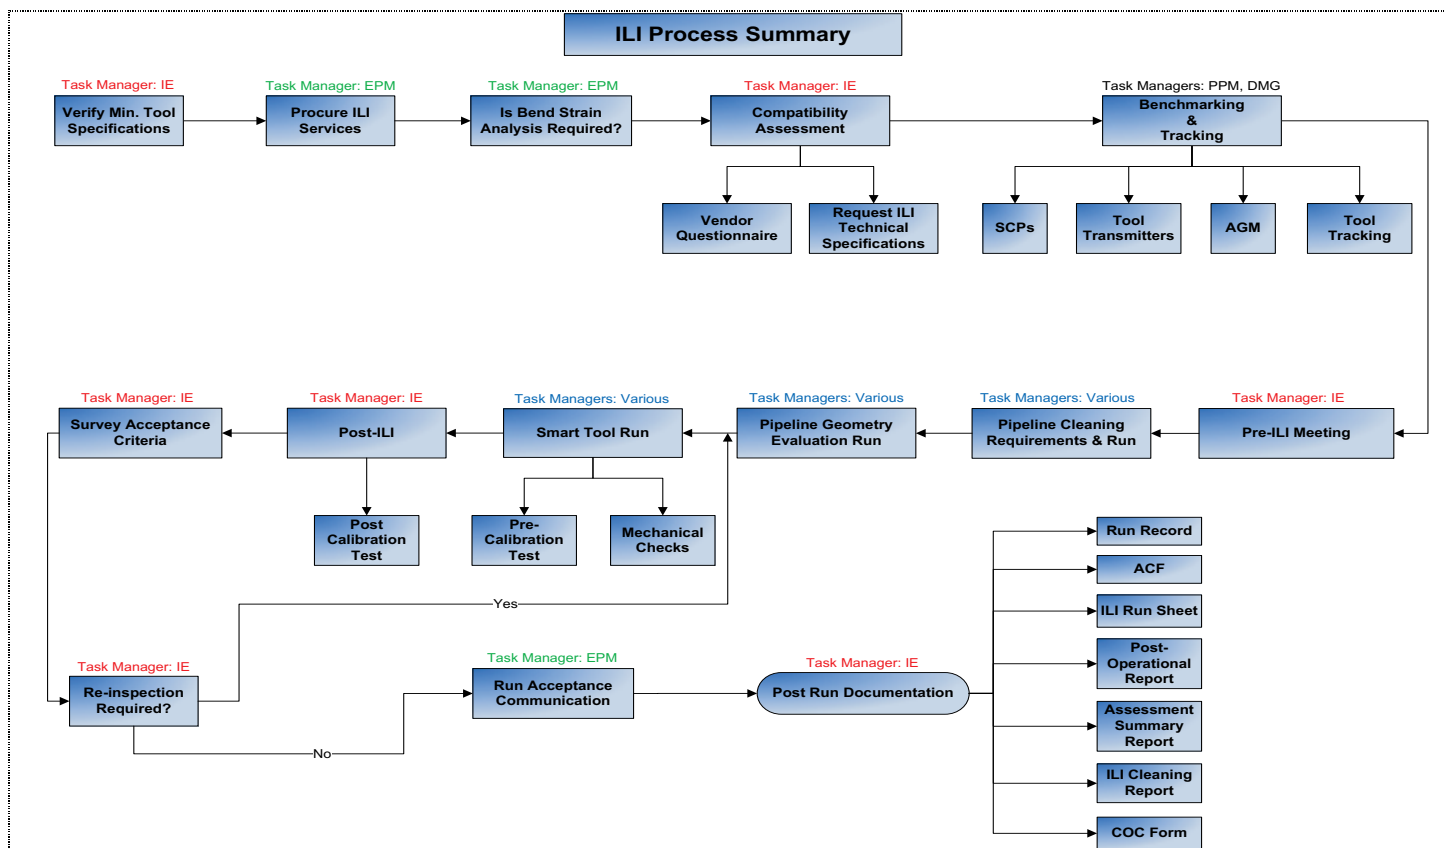 ILI Process Summary
Task Manager: IE
Verify Min. Tool
Specifications
Task Manager: EPM
Procure ILI
Services
Task Manager: EPM
Is Bend Strain
Analysis Required?
Task Manager: IE
Compatibility
Assessment
Task Managers: PPM, DMG
Benchmarking
&
Tracking
Vendor
Questionnaire
Request ILI
Technical
Specifications
SCPs
Tool
Transmitters
AGM
Tool
Tracking
Task Manager: IE
Survey Acceptance
Criteria
Task Manager: IE
Post-ILI
Task Managers: Various
Smart Tool Run
Task Managers: Various
Pipeline Geometry
Evaluation Run
Task Managers: Various
Pipeline Cleaning
Requirements & Run
Task Manager: IE
Pre-ILI Meeting
Post
Calibration
Test
Pre-
Calibration
Test
Mechanical
Checks
Yes
Task Manager: IE
Re-inspection
Required?
No
Task Manager: EPM
Run Acceptance
Communication
Task Manager: IE
Post Run Documentation
Run Record
ACF
ILI Run Sheet
Post-
Operational
Report
Assessment
Summary
Report
ILI Cleaning
Report
COC Form